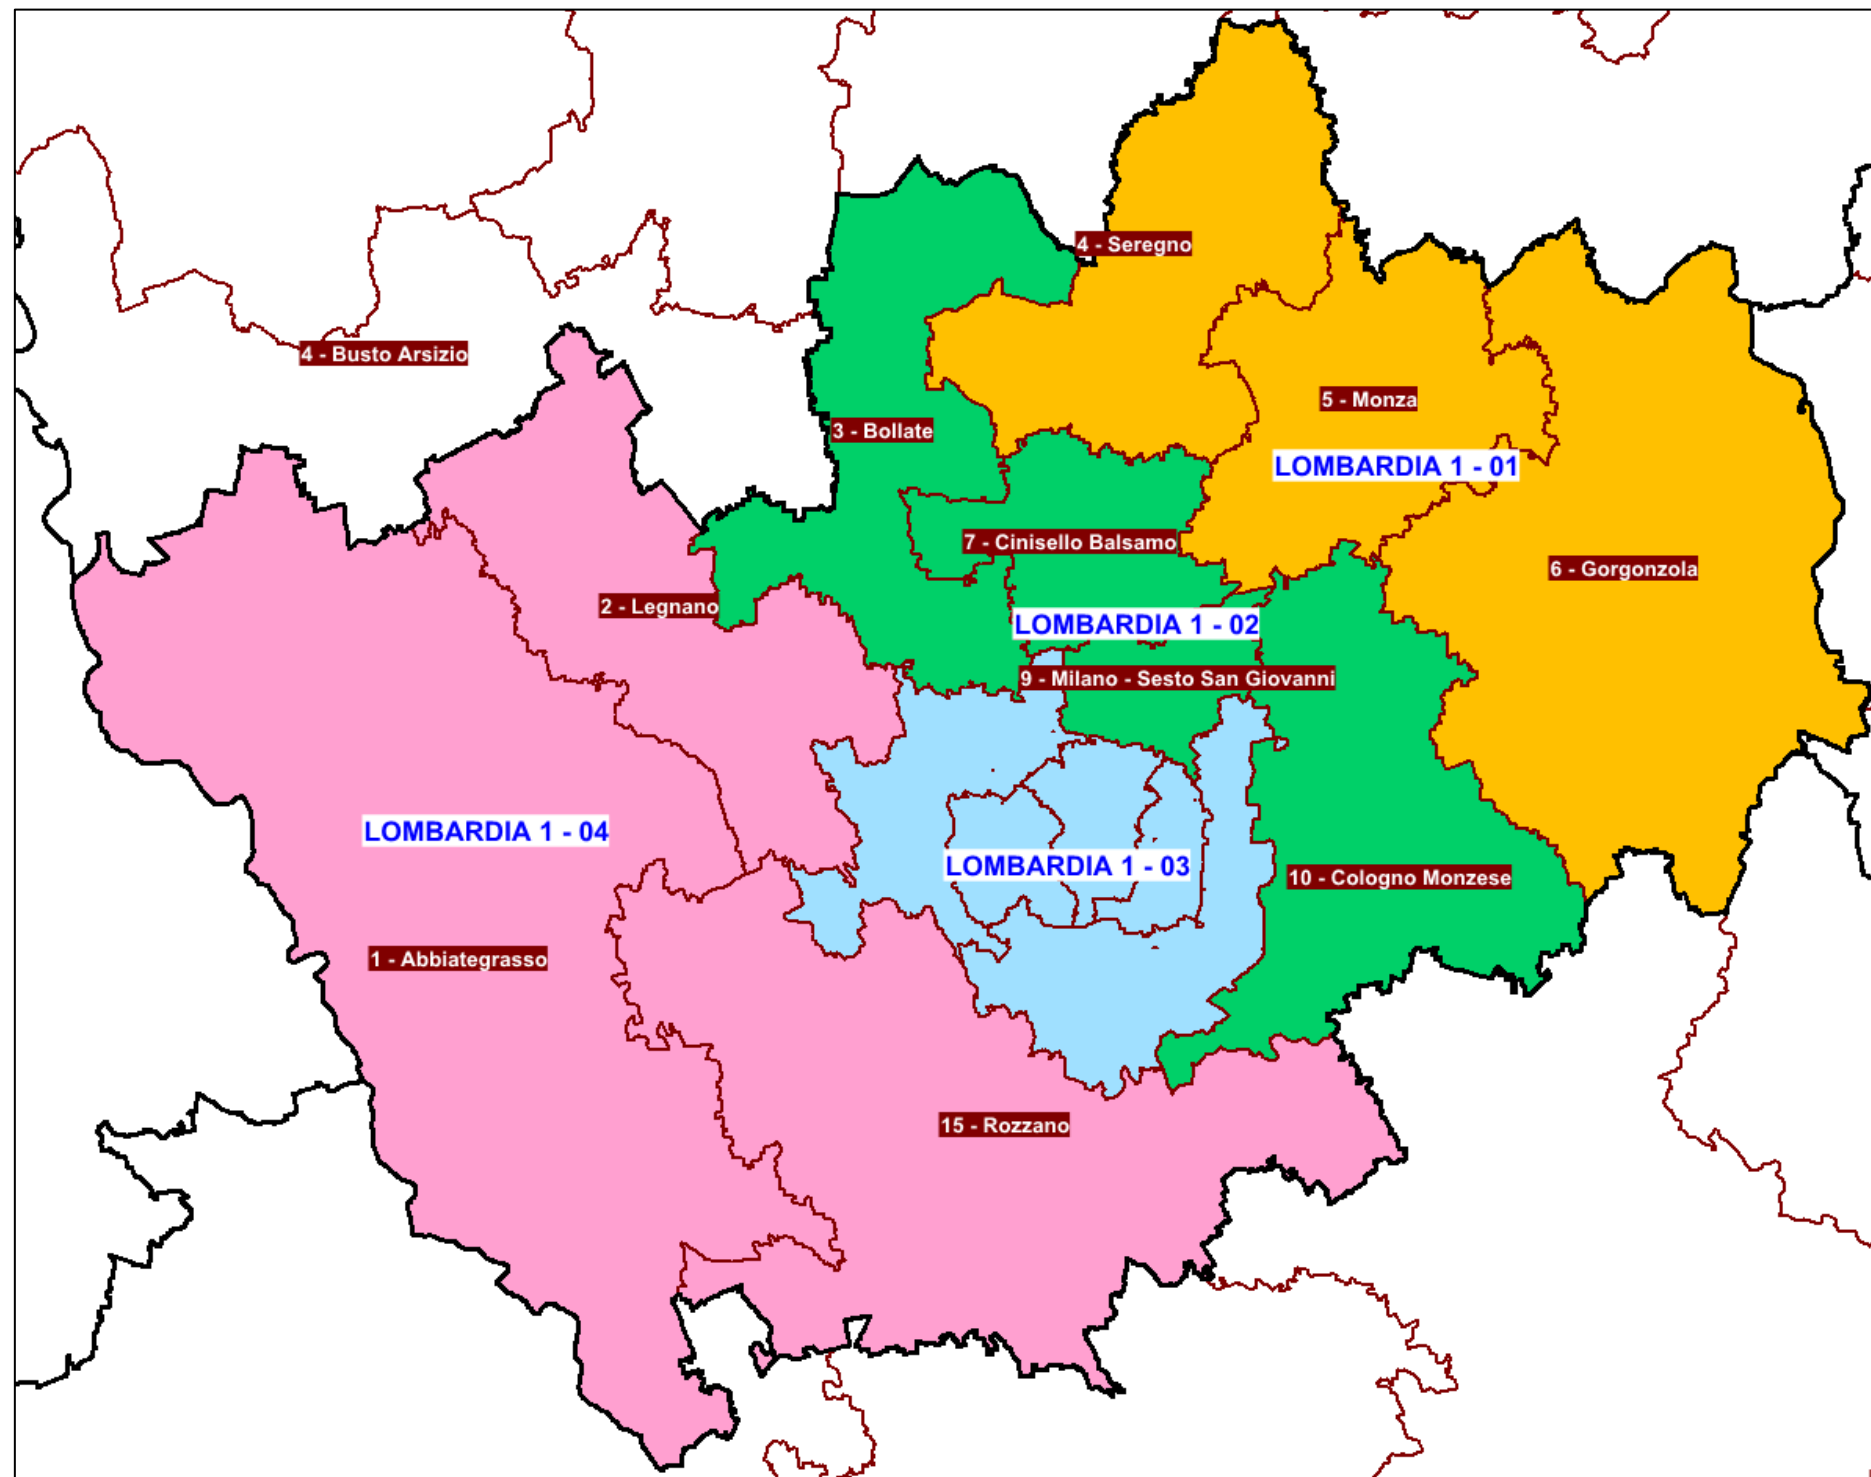 4 - Seregno
4 - Busto Arsizio
5 - Monza
3 - Bollate
LOMBARDIA 1 - 01
7 - Cinisello Balsamo
6 - Gorgonzola
2 - Legnano
LOMBARDIA 1 - 02
9 - Milano - Sesto San Giovanni
LOMBARDIA 1 - 04
LOMBARDIA 1 - 03
10 - Cologno Monzese
1 - Abbiategrasso
15 - Rozzano